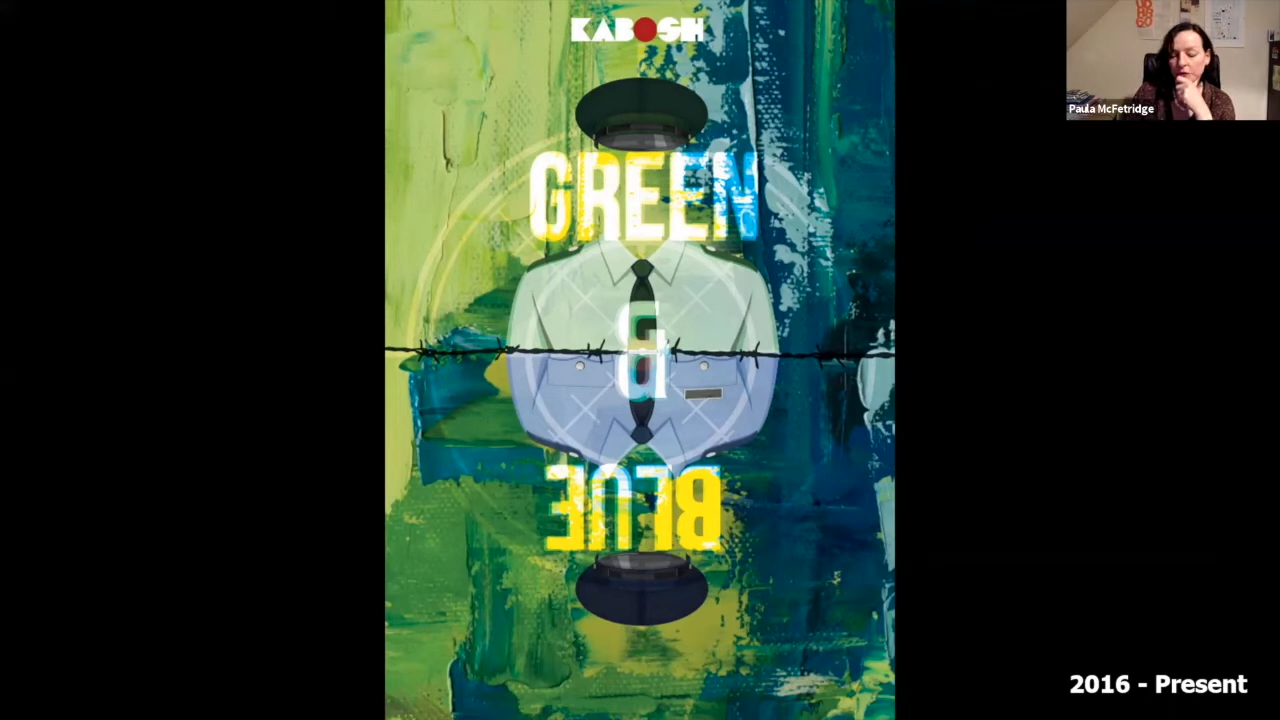 KABOSH
Paula McFetridge
GREEN
&
BLUE
2016 - Present